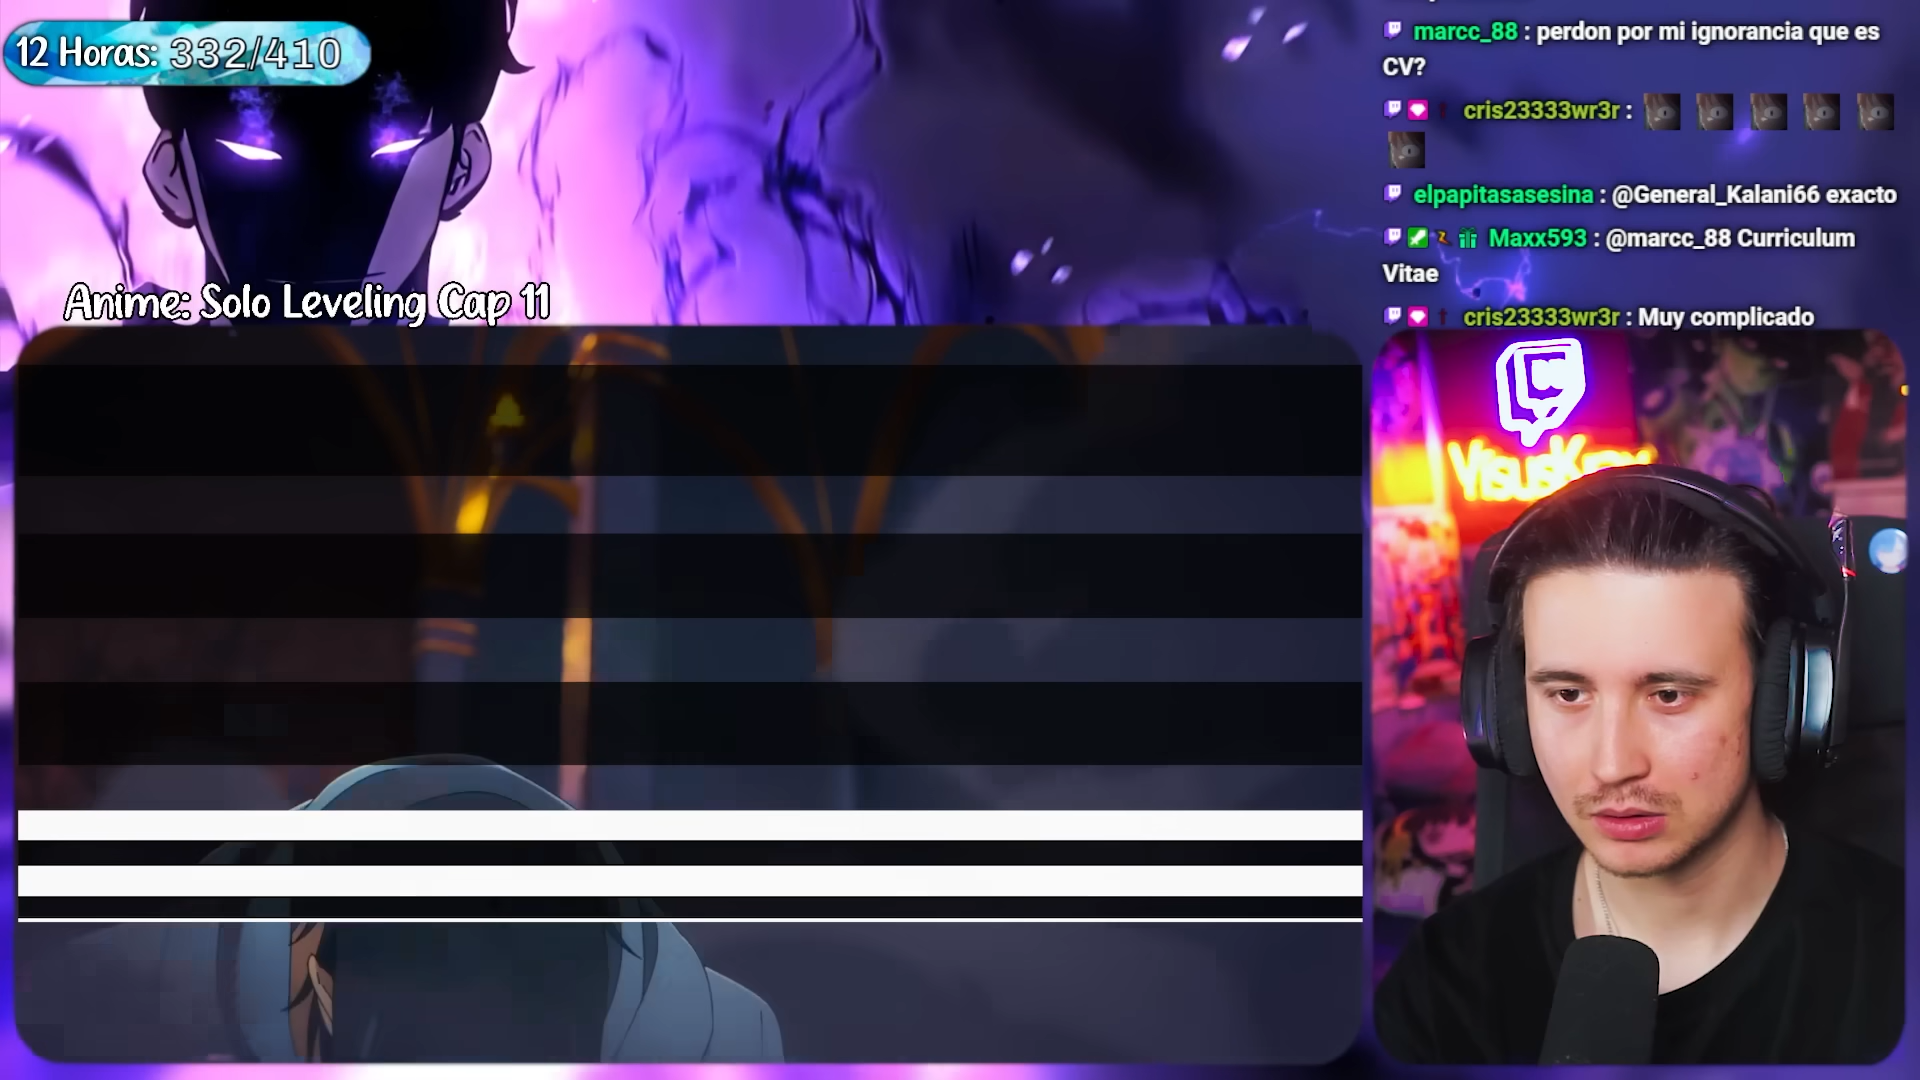 12 Horas: 332/410
Anime: Solo Leveling Cap 11
marcc_88 : perdon por mi ignorancia que es
CV?
cris23333wr3r :
elpapitasasesina : @General_Kalani66 exacto
Maxx593 : @marcc_88 Curriculum
Vitae
cris23333wr3r : Muy complicado